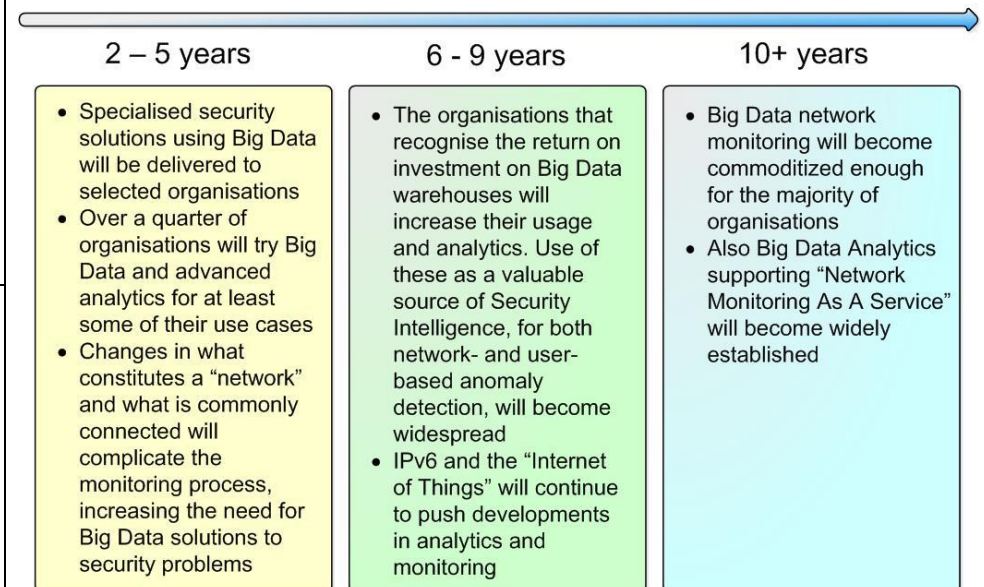 2 – 5 years
• Specialised security
solutions using Big Data
will be delivered to
selected organisations
• Over a quarter of
organisations will try Big
Data and advanced
analytics for at least
some of their use cases
• Changes in what
constitutes a “network”
and what is commonly
connected will
complicate the
monitoring process,
increasing the need for
Big Data solutions to
security problems
6 - 9 years
• The organisations that
recognise the return on
investment on Big Data
warehouses will
increase their usage
and analytics. Use of
these as a valuable
source of Security
Intelligence, for both
network- and user-
based anomaly
detection, will become
widespread
• IPv6 and the “Internet
of Things” will continue
to push developments
in analytics and
monitoring
10+ years
• Big Data network
monitoring will become
commoditized enough
for the majority of
organisations
• Also Big Data Analytics
supporting “Network
Monitoring As A Service”
will become widely
established